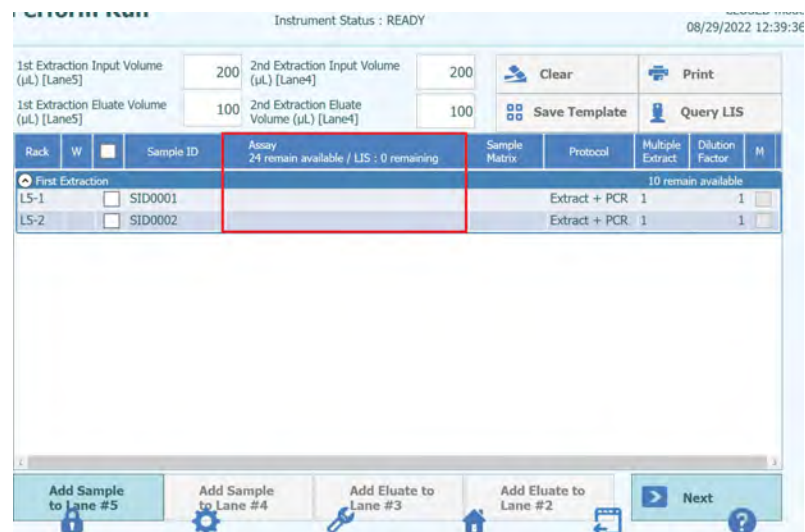 Instrument Status : READY
08/29/2022 12:39:36
1st Extraction Input Volume
(µL) [Lane5]
200
2nd Extraction Input Volume
(µL) [Lane4]
200
Clear
Print
1st Extraction Eluate Volume
(µL) [Lane5]
100
2nd Extraction Eluate
Volume (µL) [Lane4]
100
Save Template
Query LIS
Rack
W
Sample ID
Assay
24 remain available / LIS : 0 remaining
Sample
Matrix
Protocol
Multiple
Extract
Dilution
Factor
M
First Extraction
10 remain available
L5-1 SID0001 Extract + PCR 1 1
L5-2 SID0002 Extract + PCR 1 1
Add Sample
to Lane #5
Add Sample
to Lane #4
Add Eluate to
Lane #3
Add Eluate to
Lane #2
Next